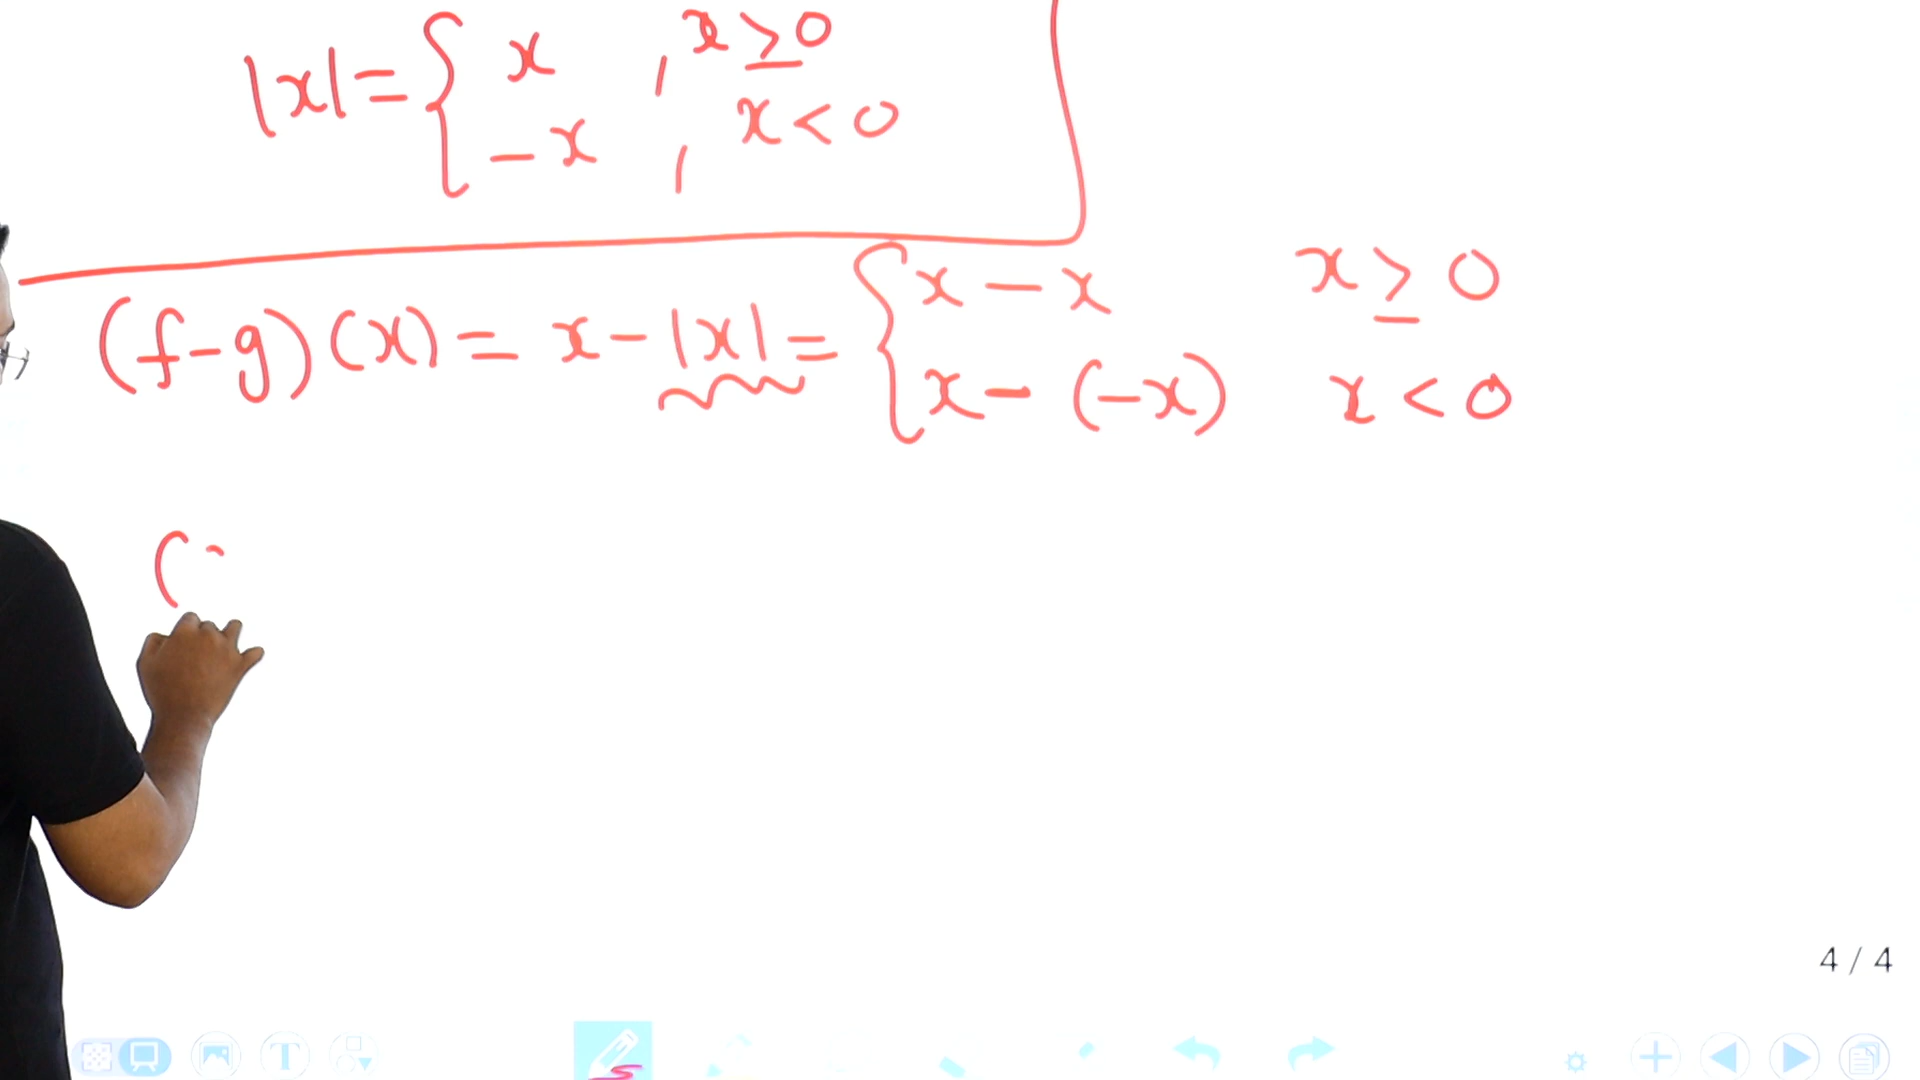 |x| = { x , x ≥ 0
-x , x < 0
(f-g)(x) = x - |x| = { x - x x ≥ 0
x - (-x) x < 0
(
4 / 4
T